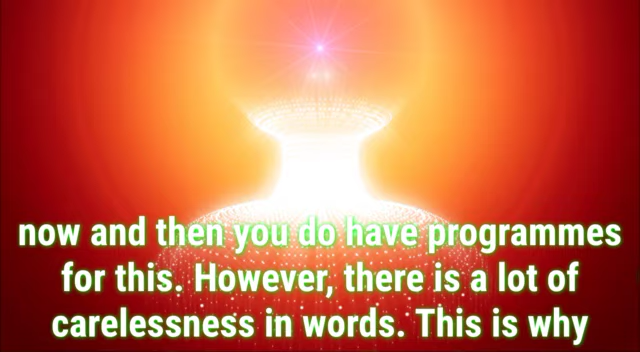 now and then you do have programmes
for this. However, there is a lot of
carelessness in words. This is why